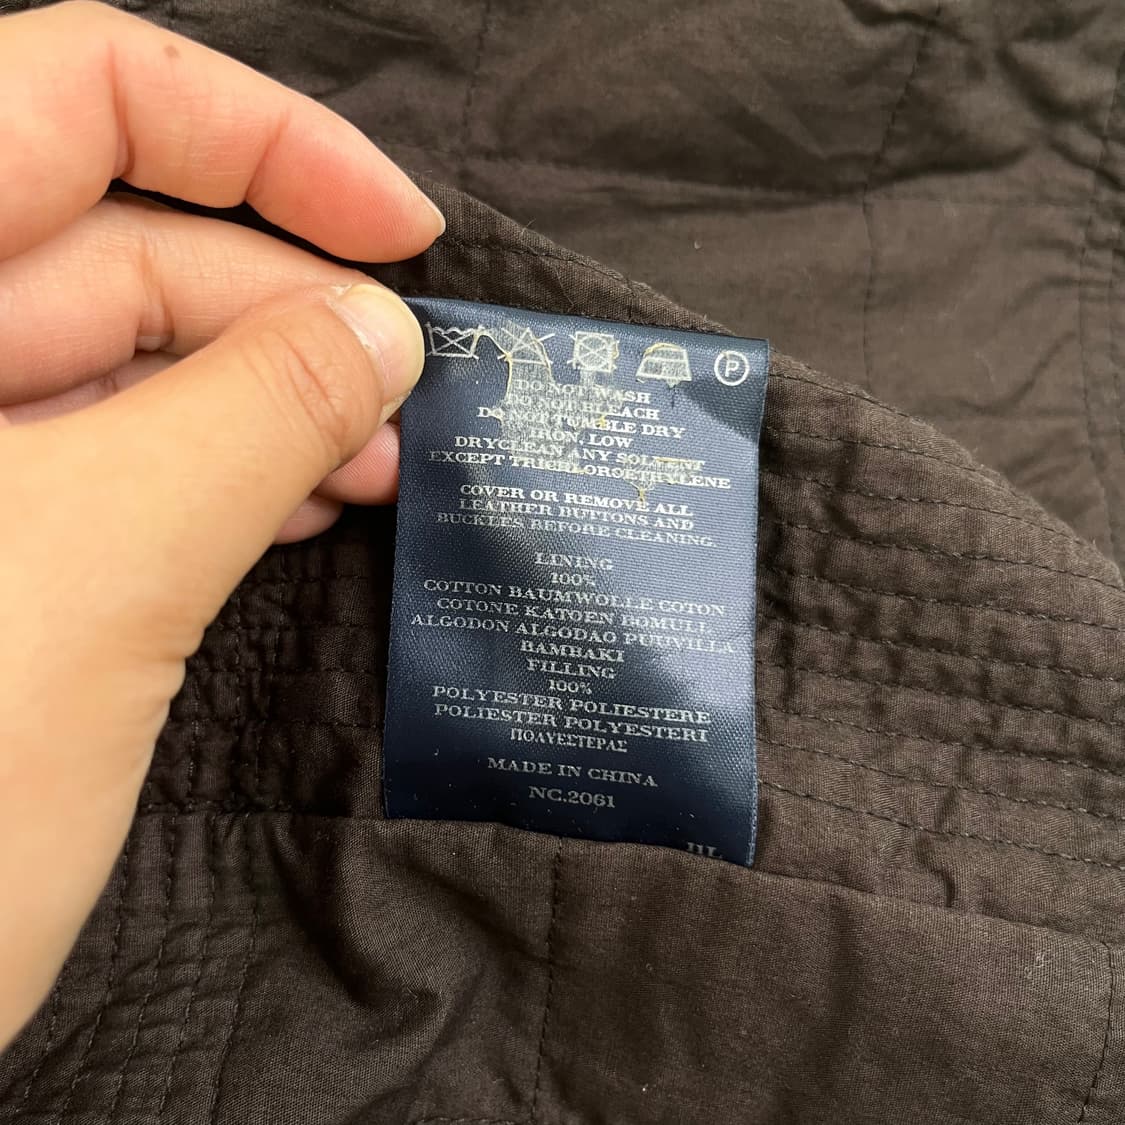 P
DO NOT WASH
DO NOT BLEACH
DO NOT TUMBLE DRY
IRON, LOW
DRYCLEAN ANY SOLVENT
EXCEPT TRICHLOROETHYLENE
COVER OR REMOVE ALL
LEATHER BUTTONS AND
BUCKLES BEFORE CLEANING.
LINING
100%
COTTON BAUMWOLLE COTON
COTONE KATOEN BOMULL
ALGODON ALGODAO PUUVILLA
BAMBAKI
FILLING
100%
POLYESTER POLIESTERE
POLIESTER POLYESTERI
ΠΟΛΥΕΣΤΕΡΑΣ
MADE IN CHINA
NC.2061